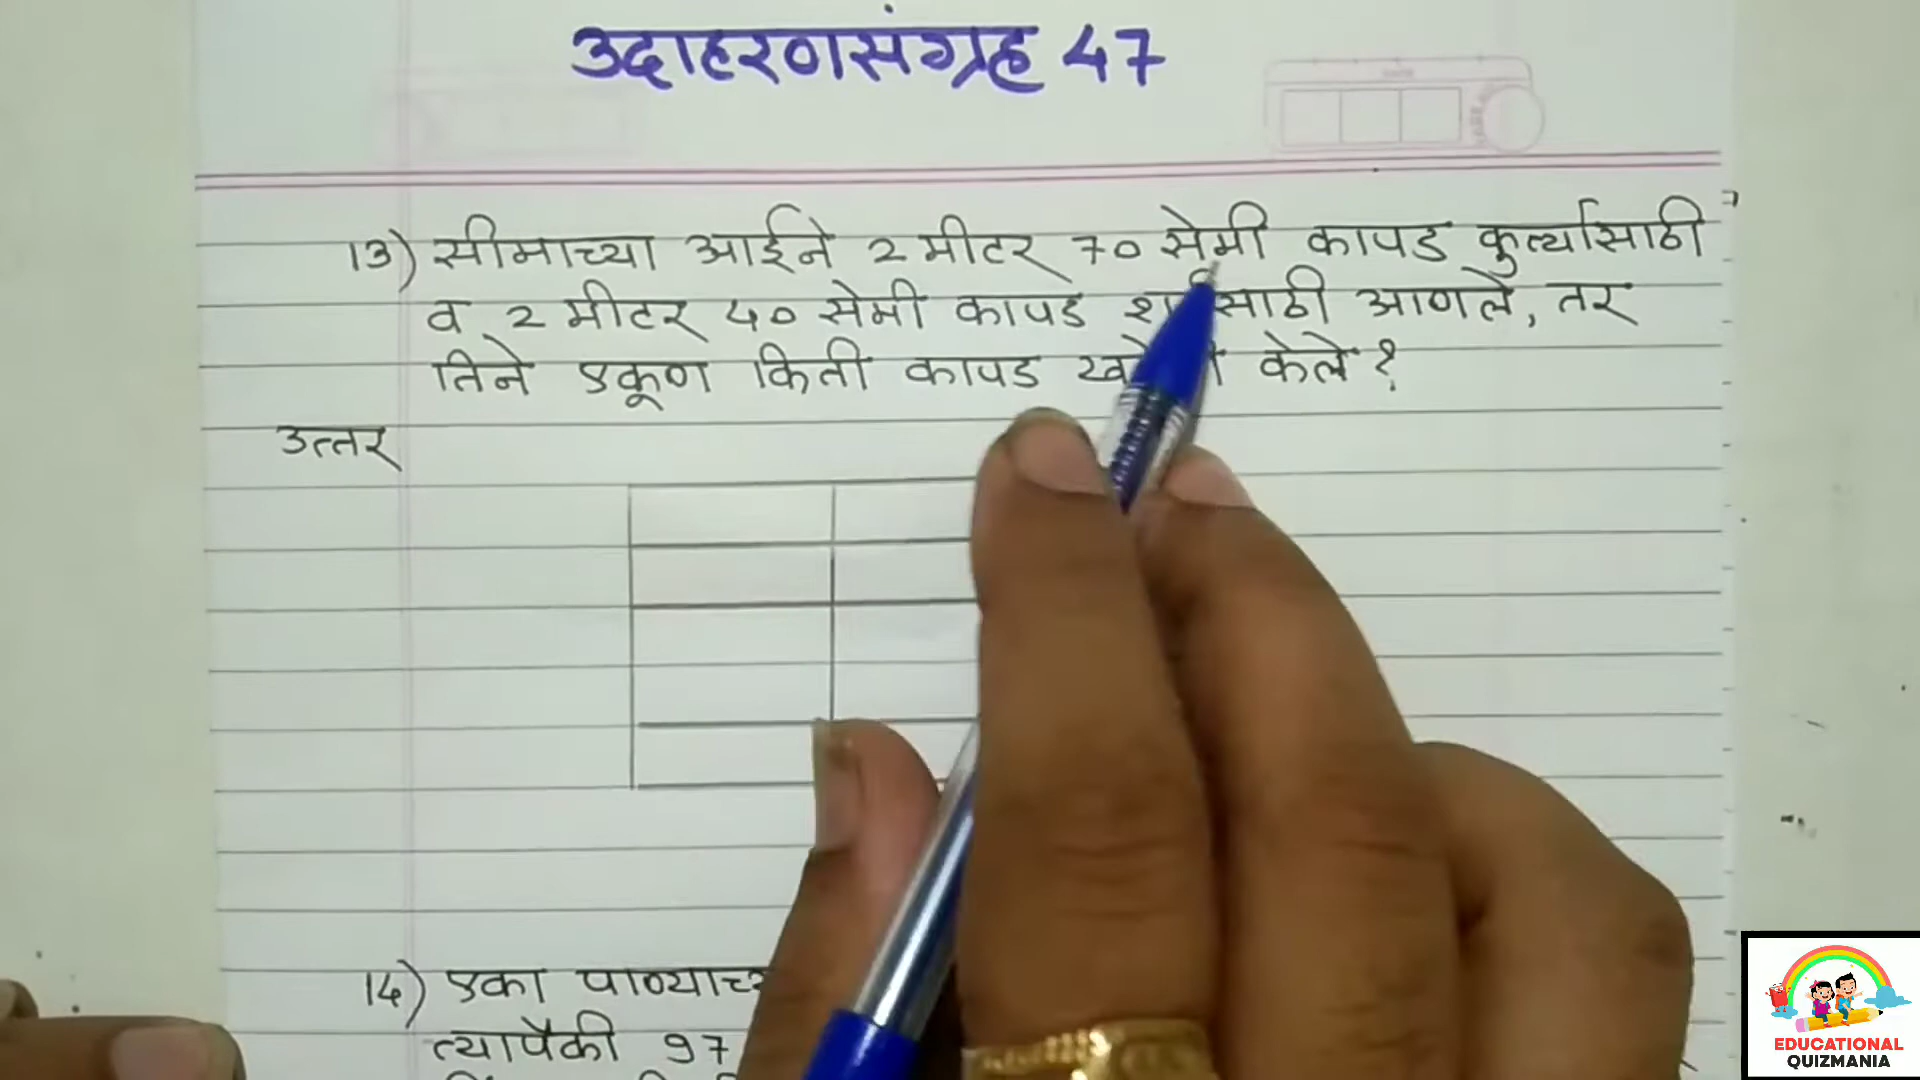 उदाहरणसंग्रह 47
13) सीमाच्या आईने 2 मीटर 70 सेमी कापड कुर्त्यासाठी
व 2 मीटर 40 सेमी कापड आणले, तर
तिने एकूण किती कापड केले?
उत्तर
14) एका
त्यापैकी 97
EDUCATIONAL
QUIZMANIA